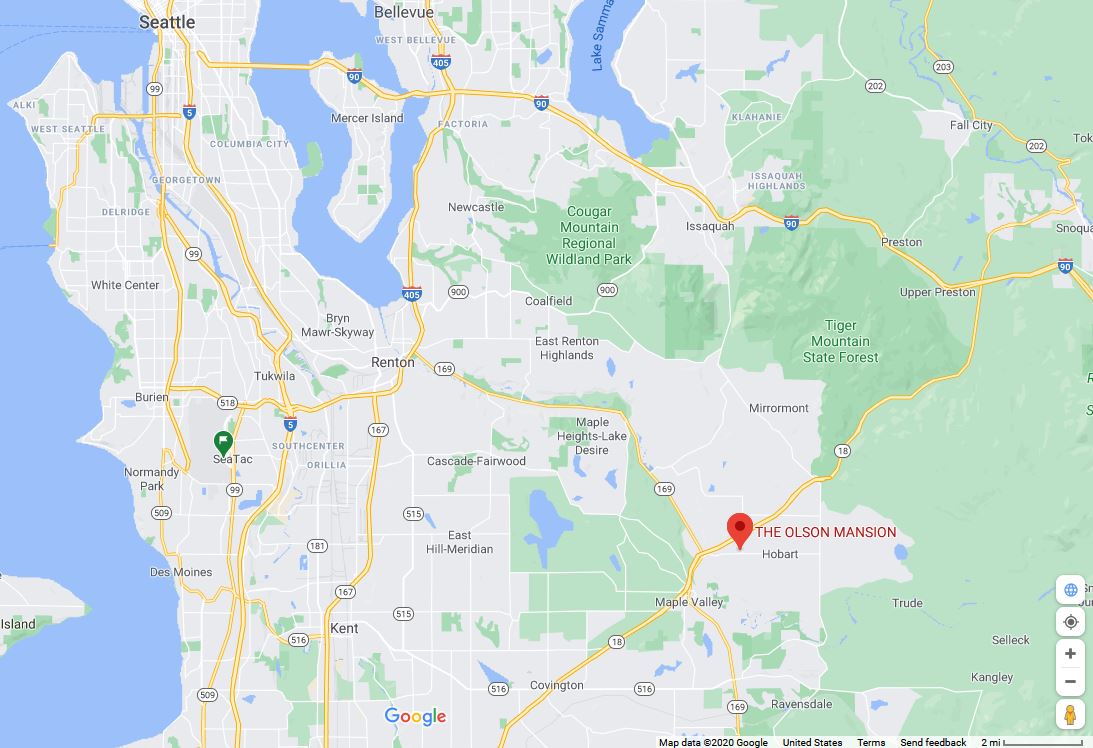 Seattle
Bellevue
WEST BELLEVUE
405
Lake Samma
203
90
90
99
202
ALKI
5
90
Mercer Island
KLAHANIE
Fall City
WEST SEATTLE
FACTORIA
COLUMBIA CITY
202
Tok
GEORGETOWN
ISSAQUAH
HIGHLANDS
DELRIDGE
Newcastle
Cougar
Mountain
Regional
Wildland Park
Issaquah
90
Snoqua
99
Preston
90
White Center
405
900
900
Upper Preston
Coalfield
Bryn
Mawr-Skyway
Tiger
Mountain
State Forest
East Renton
Highlands
Renton
169
Tukwila
R
Burien
518
Mirrormont
S
5
167
Maple
Heights-Lake
Desire
SOUTHCENTER
18
SeaTac
ORILLIA
Cascade-Fairwood
Normandy
Park
99
169
509
515
THE OLSON MANSION
East
Hill-Meridian
181
Hobart
Des Moines
167
Sn
Maple Valley
Trude
515
Island
Kent
516
18
Selleck
Kangley
516
Covington
516
509
169
Ravensdale
Google
Map data ©2020 Google
United States
Terms
Send feedback
2 mi